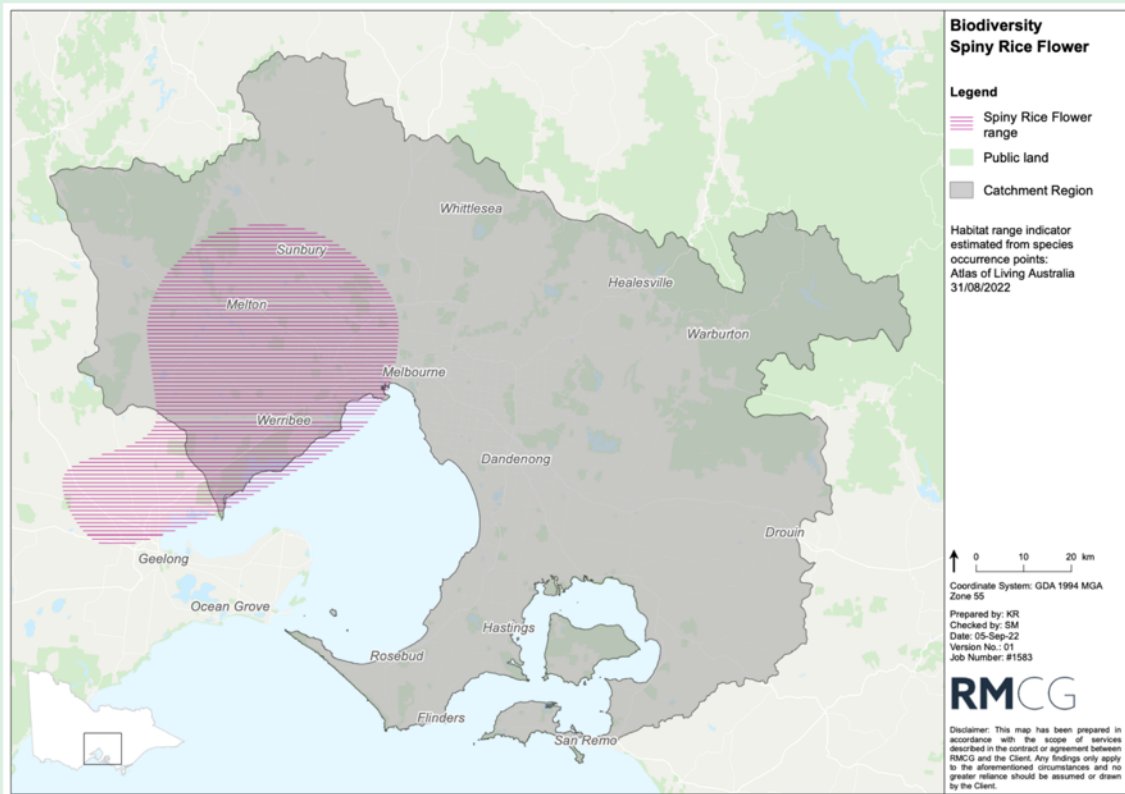 Biodiversity
Spiny Rice Flower
Legend
Spiny Rice Flower
range
Public land
Catchment Region
Habitat range indicator
estimated from species
occurrence points:
Atlas of Living Australia
31/08/2022
Whittlesea
Sunbury
Healesville
Melton
Warburton
Melbourne
Werribee
Dandenong
Drouin
Geelong
Ocean Grove
Hastings
Rosebud
Flinders
San Remo
0 10 20 km
Coordinate System: GDA 1994 MGA
Zone 55
Prepared by: KR
Checked by: SM
Date: 05-Sep-22
Version No.: 01
Job Number: #1583
RMCG
Disclaimer: This map has been prepared in
accordance with the scope of services
described in the contract or agreement between
RMCG and the Client. Any findings only apply
to the aforementioned circumstances and no
greater reliance should be assumed or drawn
by the Client.